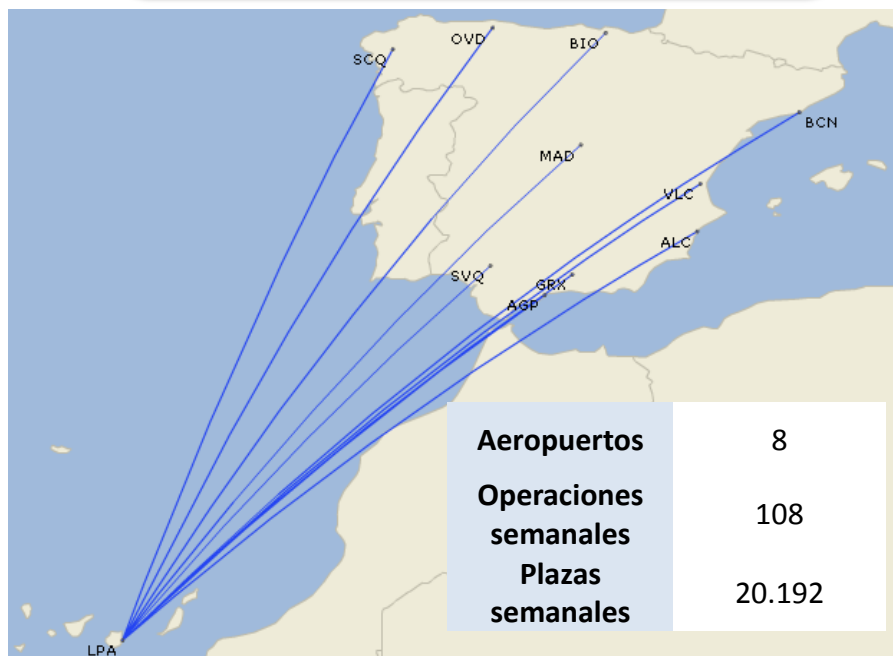 OVD
BIO
SCQ
BCN
MAD
VLC
ALC
SVQ
GRX
AGP
Aeropuertos 8
Operaciones
semanales 108
Plazas
semanales 20.192
LPA